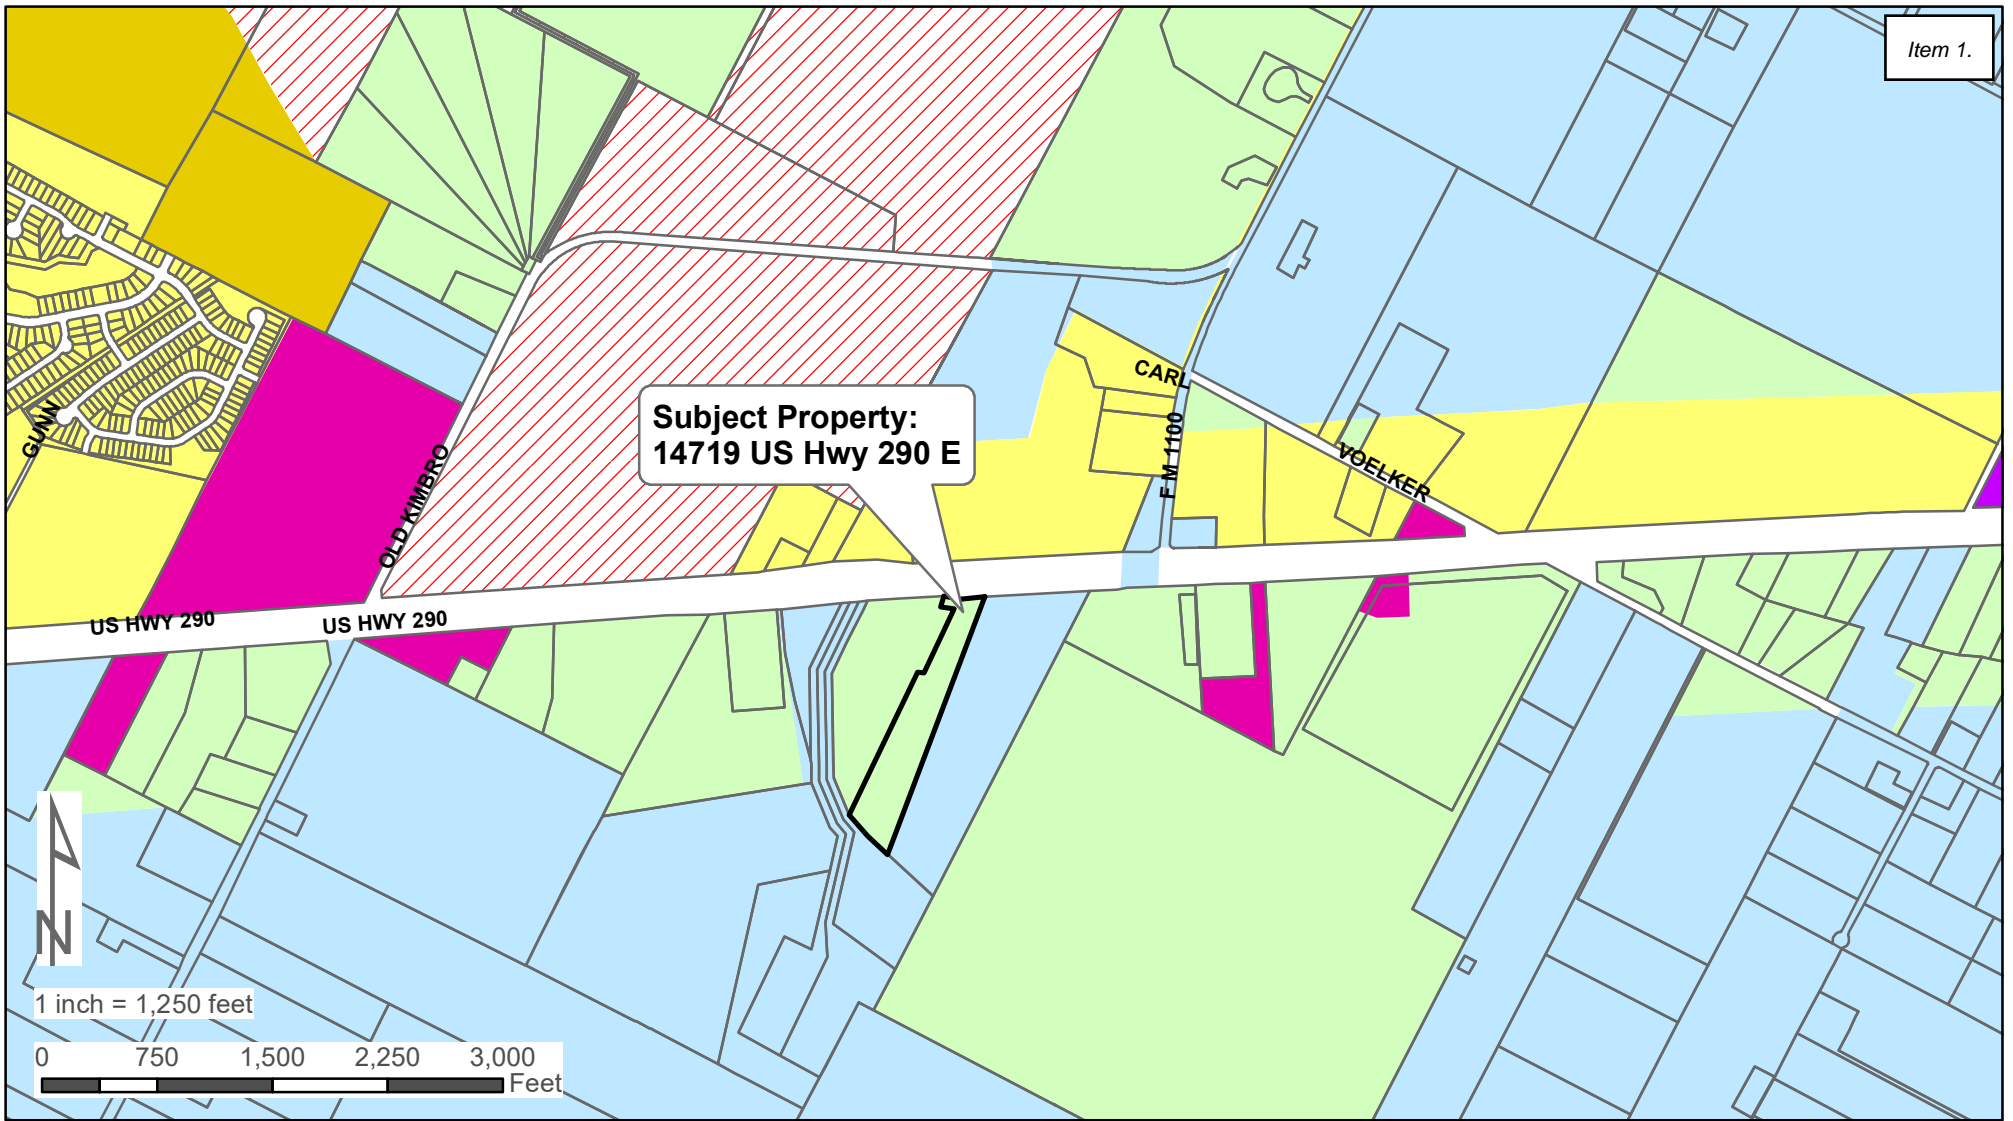 Item 1.
CARL
Subject Property:
14719 US Hwy 290 E
GUNN
OLD KIMBRO
F M 1100
VOELKER
US HWY 290
US HWY 290
N
1 inch = 1,250 feet
0 750 1,500 2,250 3,000
Feet